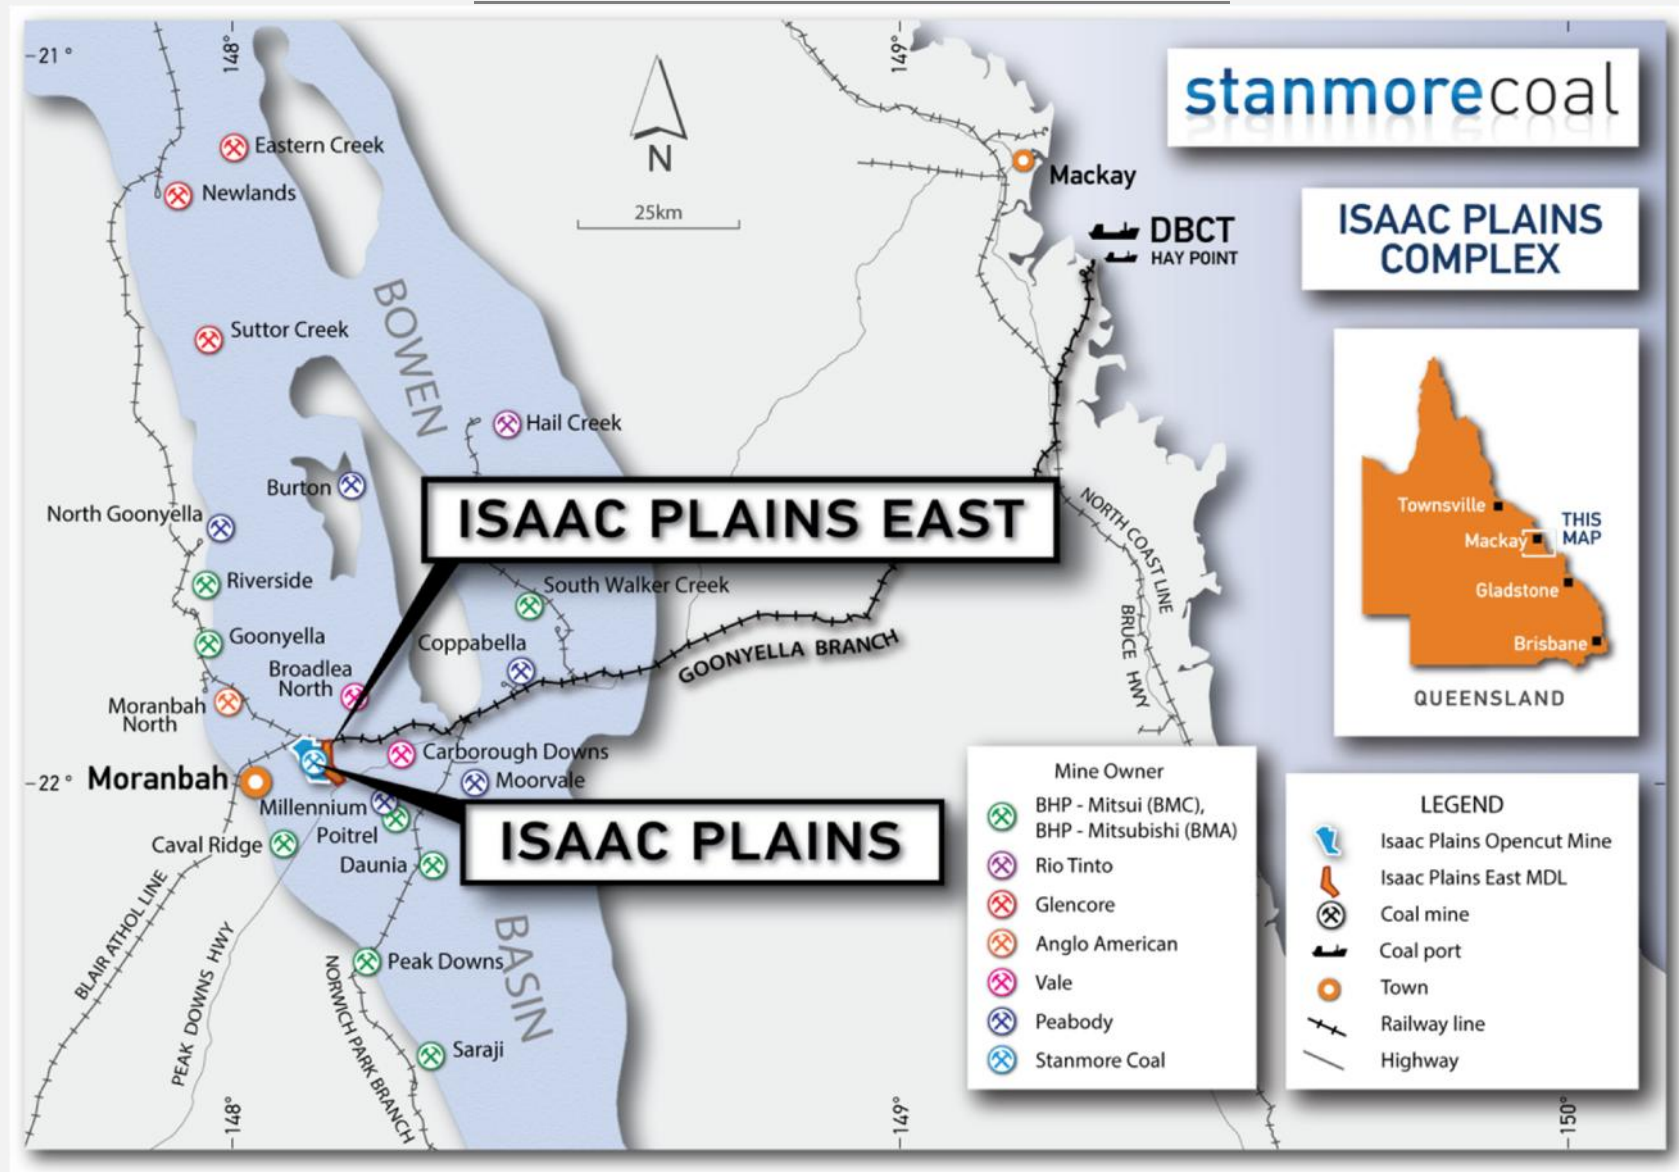 148°
149°
21°
stanmorecoal
Eastern Creek
Newlands
N
25km
Mackay
DBCT
HAY POINT
ISAAC PLAINS
COMPLEX
Suttor Creek
BOWEN
Hail Creek
Burton
North Goonyella
ISAAC PLAINS EAST
NORTH COAST LINE
Townsville
THIS
MAP
Mackay
Gladstone
Brisbane
QUEENSLAND
Riverside
South Walker Creek
Goonyella
Coppabella
GOONYELLA BRANCH
BRUCE HWY
Broadlea
North
Moranbah
North
Carborough Downs
22°
Moranbah
Moorvale
Millennium
Poitrel
Caval Ridge
Daunia
ISAAC PLAINS
BLAIR ATHOL LINE
PEAK DOWNS HWY
Peak Downs
BASIN
NORWICH PARK BRANCH
Saraji
Mine Owner
BHP - Mitsui (BMC),
BHP - Mitsubishi (BMA)
Rio Tinto
Glencore
Anglo American
Vale
Peabody
Stanmore Coal
LEGEND
Isaac Plains Opencut Mine
Isaac Plains East MDL
Coal mine
Coal port
Town
Railway line
Highway
148°
149°
150°